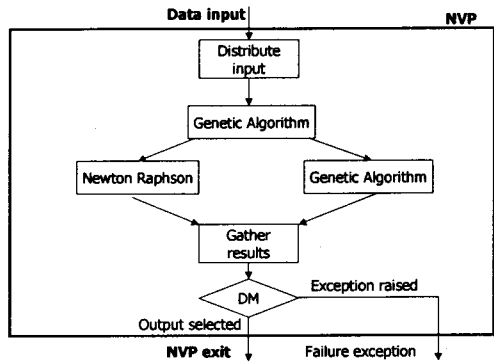 Data input
NVP
Distribute
input
Genetic Algorithm
Newton Raphson
Genetic Algorithm
Gather
results
DM
Exception raised
Output selected
NVP exit
Failure exception